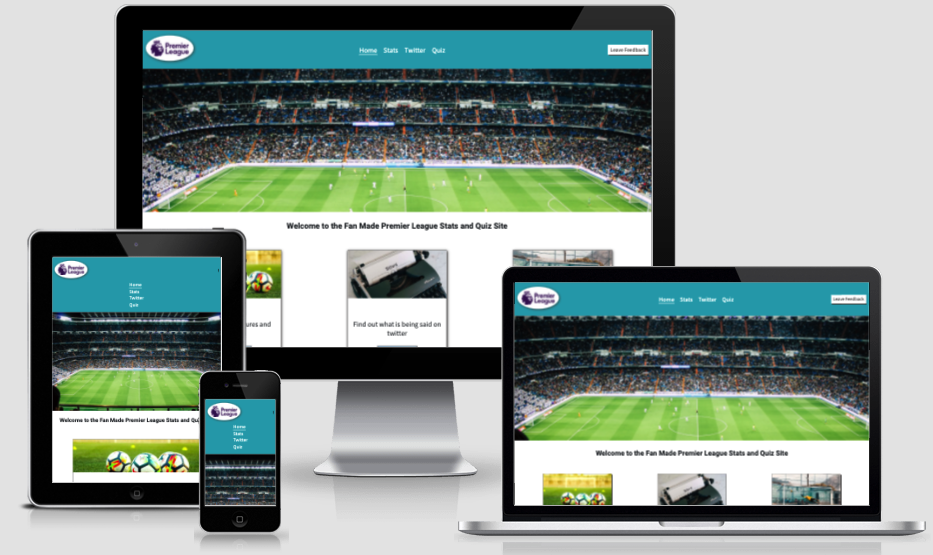 Premier
League
Home Stats Twitter Quiz
Leave Feedback
Welcome to the Fan Made Premier League Stats and Quiz Site
ures and
Find out what is being said on
twitter
Premier
League
Home
Stats
Twitter
Quiz
Welcome to the Fan Made Premier League Stats and Qu
Premier
League
Home
Stats
Twitter
Quiz
Premier
League
Home Stats Twitter Quiz
Leave Feedback
Welcome to the Fan Made Premier League Stats and Quiz Site